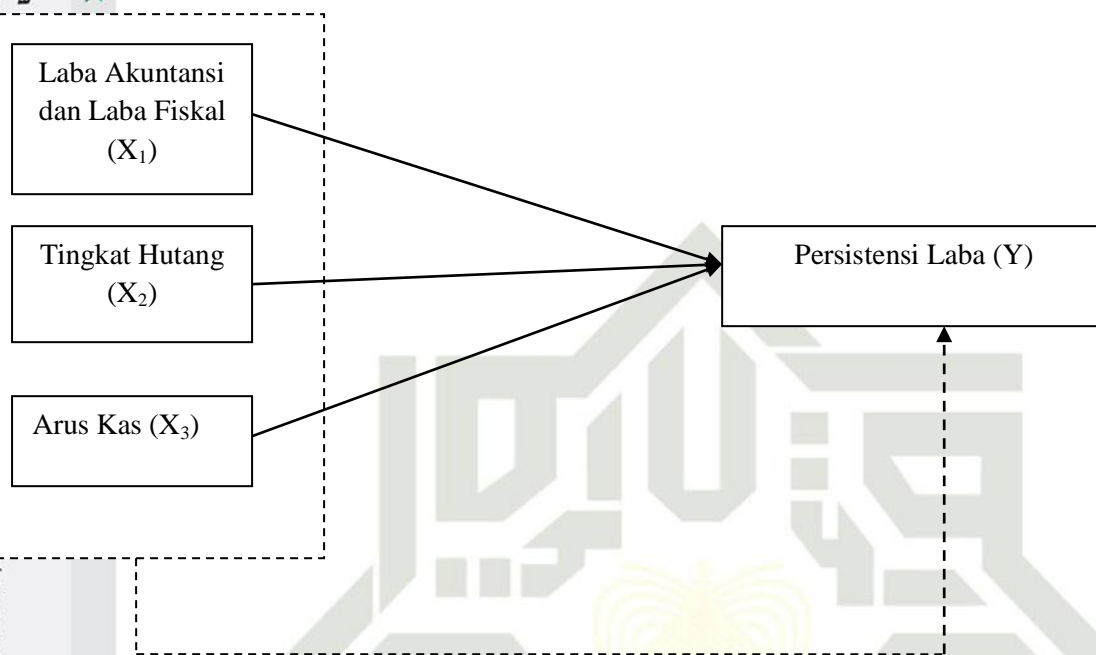 Laba Akuntansi
dan Laba Fiskal
(X₁)
Tingkat Hutang
(X₂)
Arus Kas (X₃)
Persistensi Laba (Y)